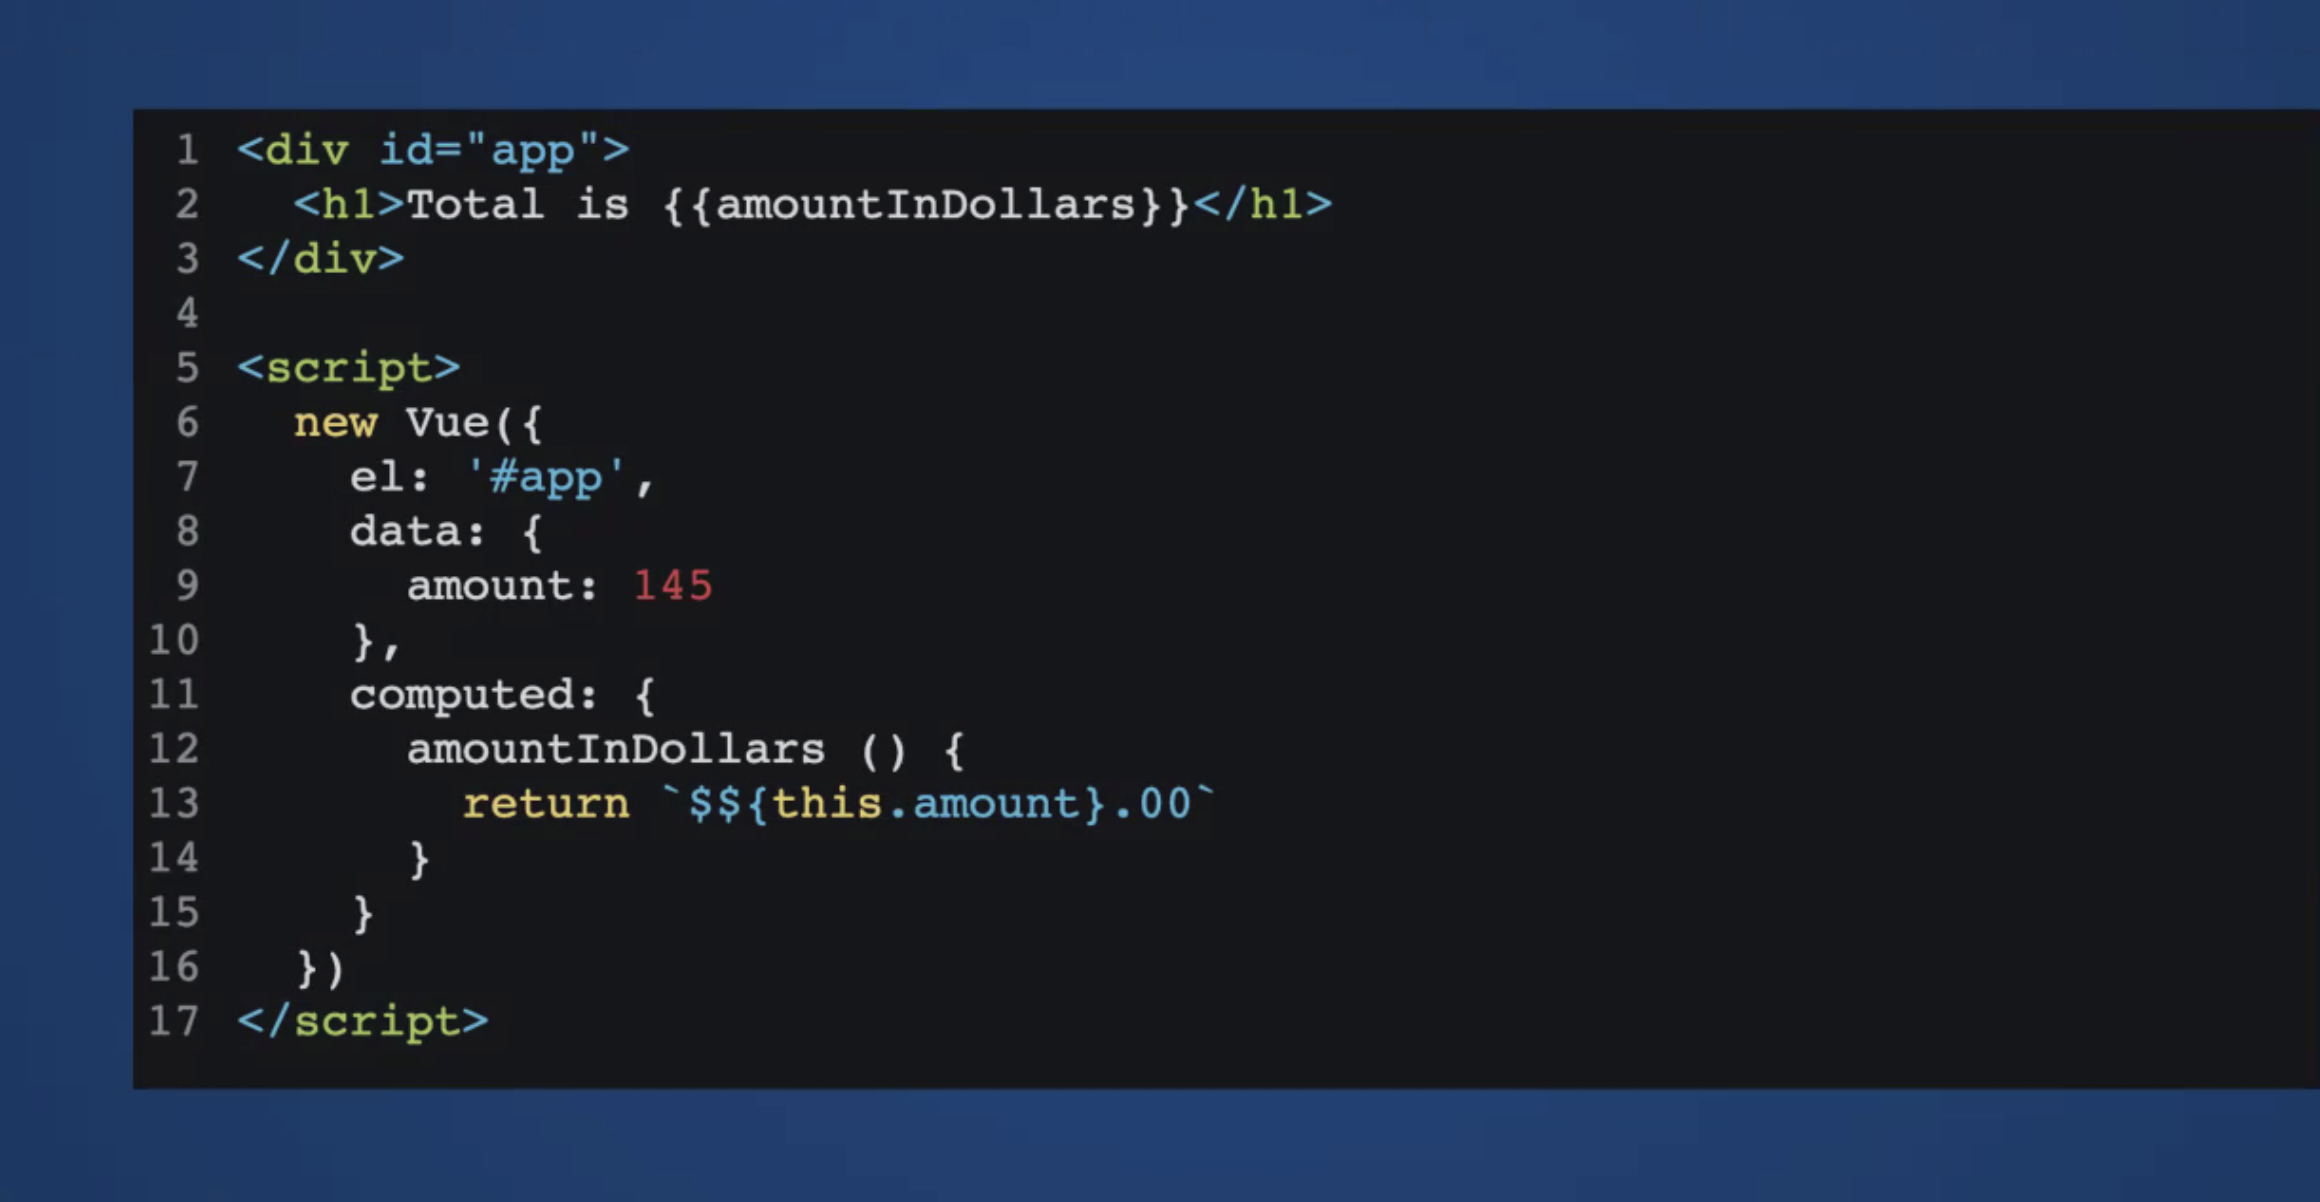 1 <div id="app">
2   <h1>Total is {{amountInDollars}}</h1>
3 </div>
4
5 <script>
6   new Vue({
7     el: '#app',
8     data: {
9       amount: 145
10     },
11     computed: {
12       amountInDollars () {
13         return `$${this.amount}.00`
14       }
15     }
16   })
17 </script>